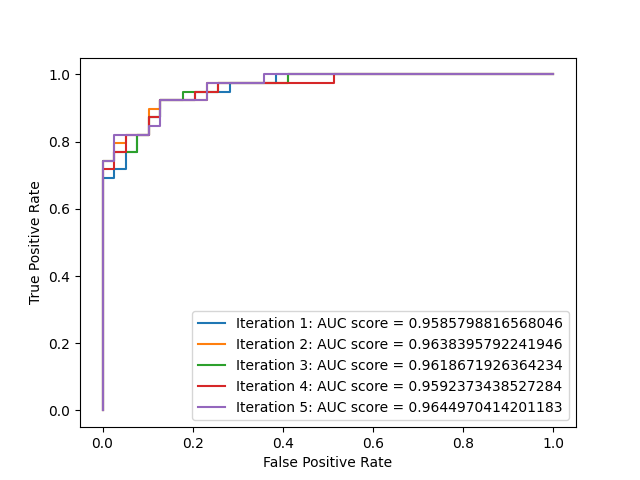 1.0
0.8
0.6
0.4
0.2
0.0
True Positive Rate
Iteration 1: AUC score = 0.9585798816568046
Iteration 2: AUC score = 0.9638395792241946
Iteration 3: AUC score = 0.9618671926364234
Iteration 4: AUC score = 0.9592373438527284
Iteration 5: AUC score = 0.9644970414201183
0.0 0.2 0.4 0.6 0.8 1.0
False Positive Rate